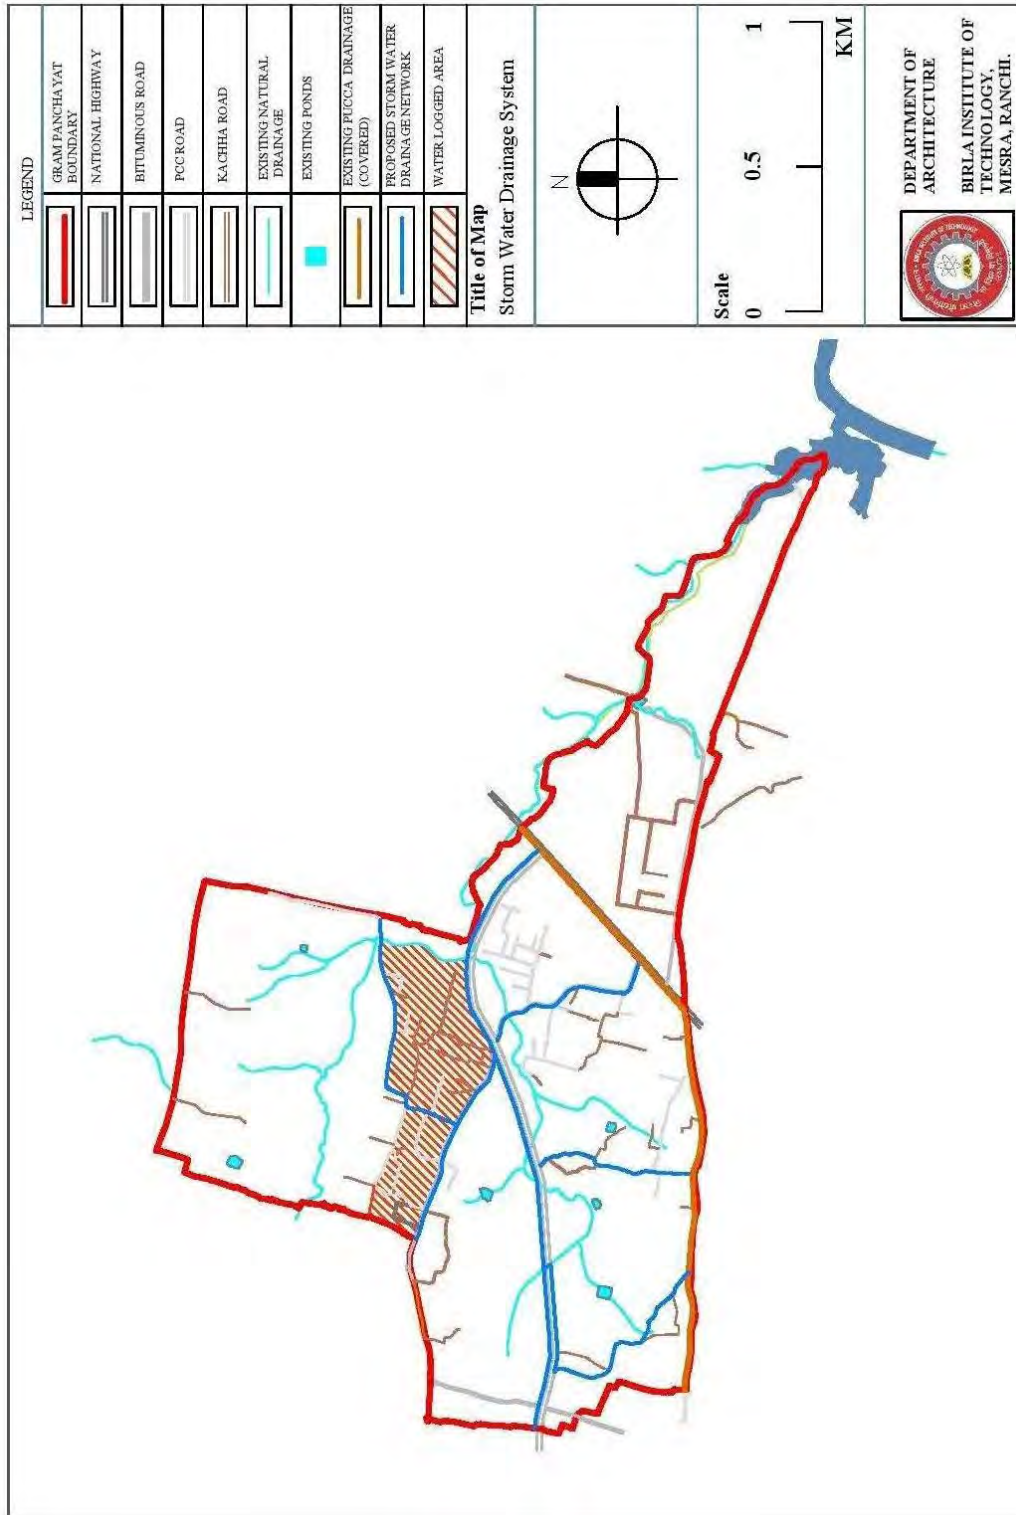 LEGEND
GRAM PANCHAYAT
BOUNDARY
NATIONAL HIGHWAY
BITUMINOUS ROAD
PCC ROAD
KACHHA ROAD
EXISTING NATURAL
DRAINAGE
EXISTING PONDS
EXISTING PUCCA DRAINAGE
(COVERED)
PROPOSED STORM WATER
DRAINAGE NETWORK
WATER LOGGED AREA
Title of Map
Storm Water Drainage System
N
Scale
0 0.5 1
KM
DEPARTMENT OF
ARCHITECTURE
BIRLA INSTITUTE OF
TECHNOLOGY,
MESRA, RANCHI.